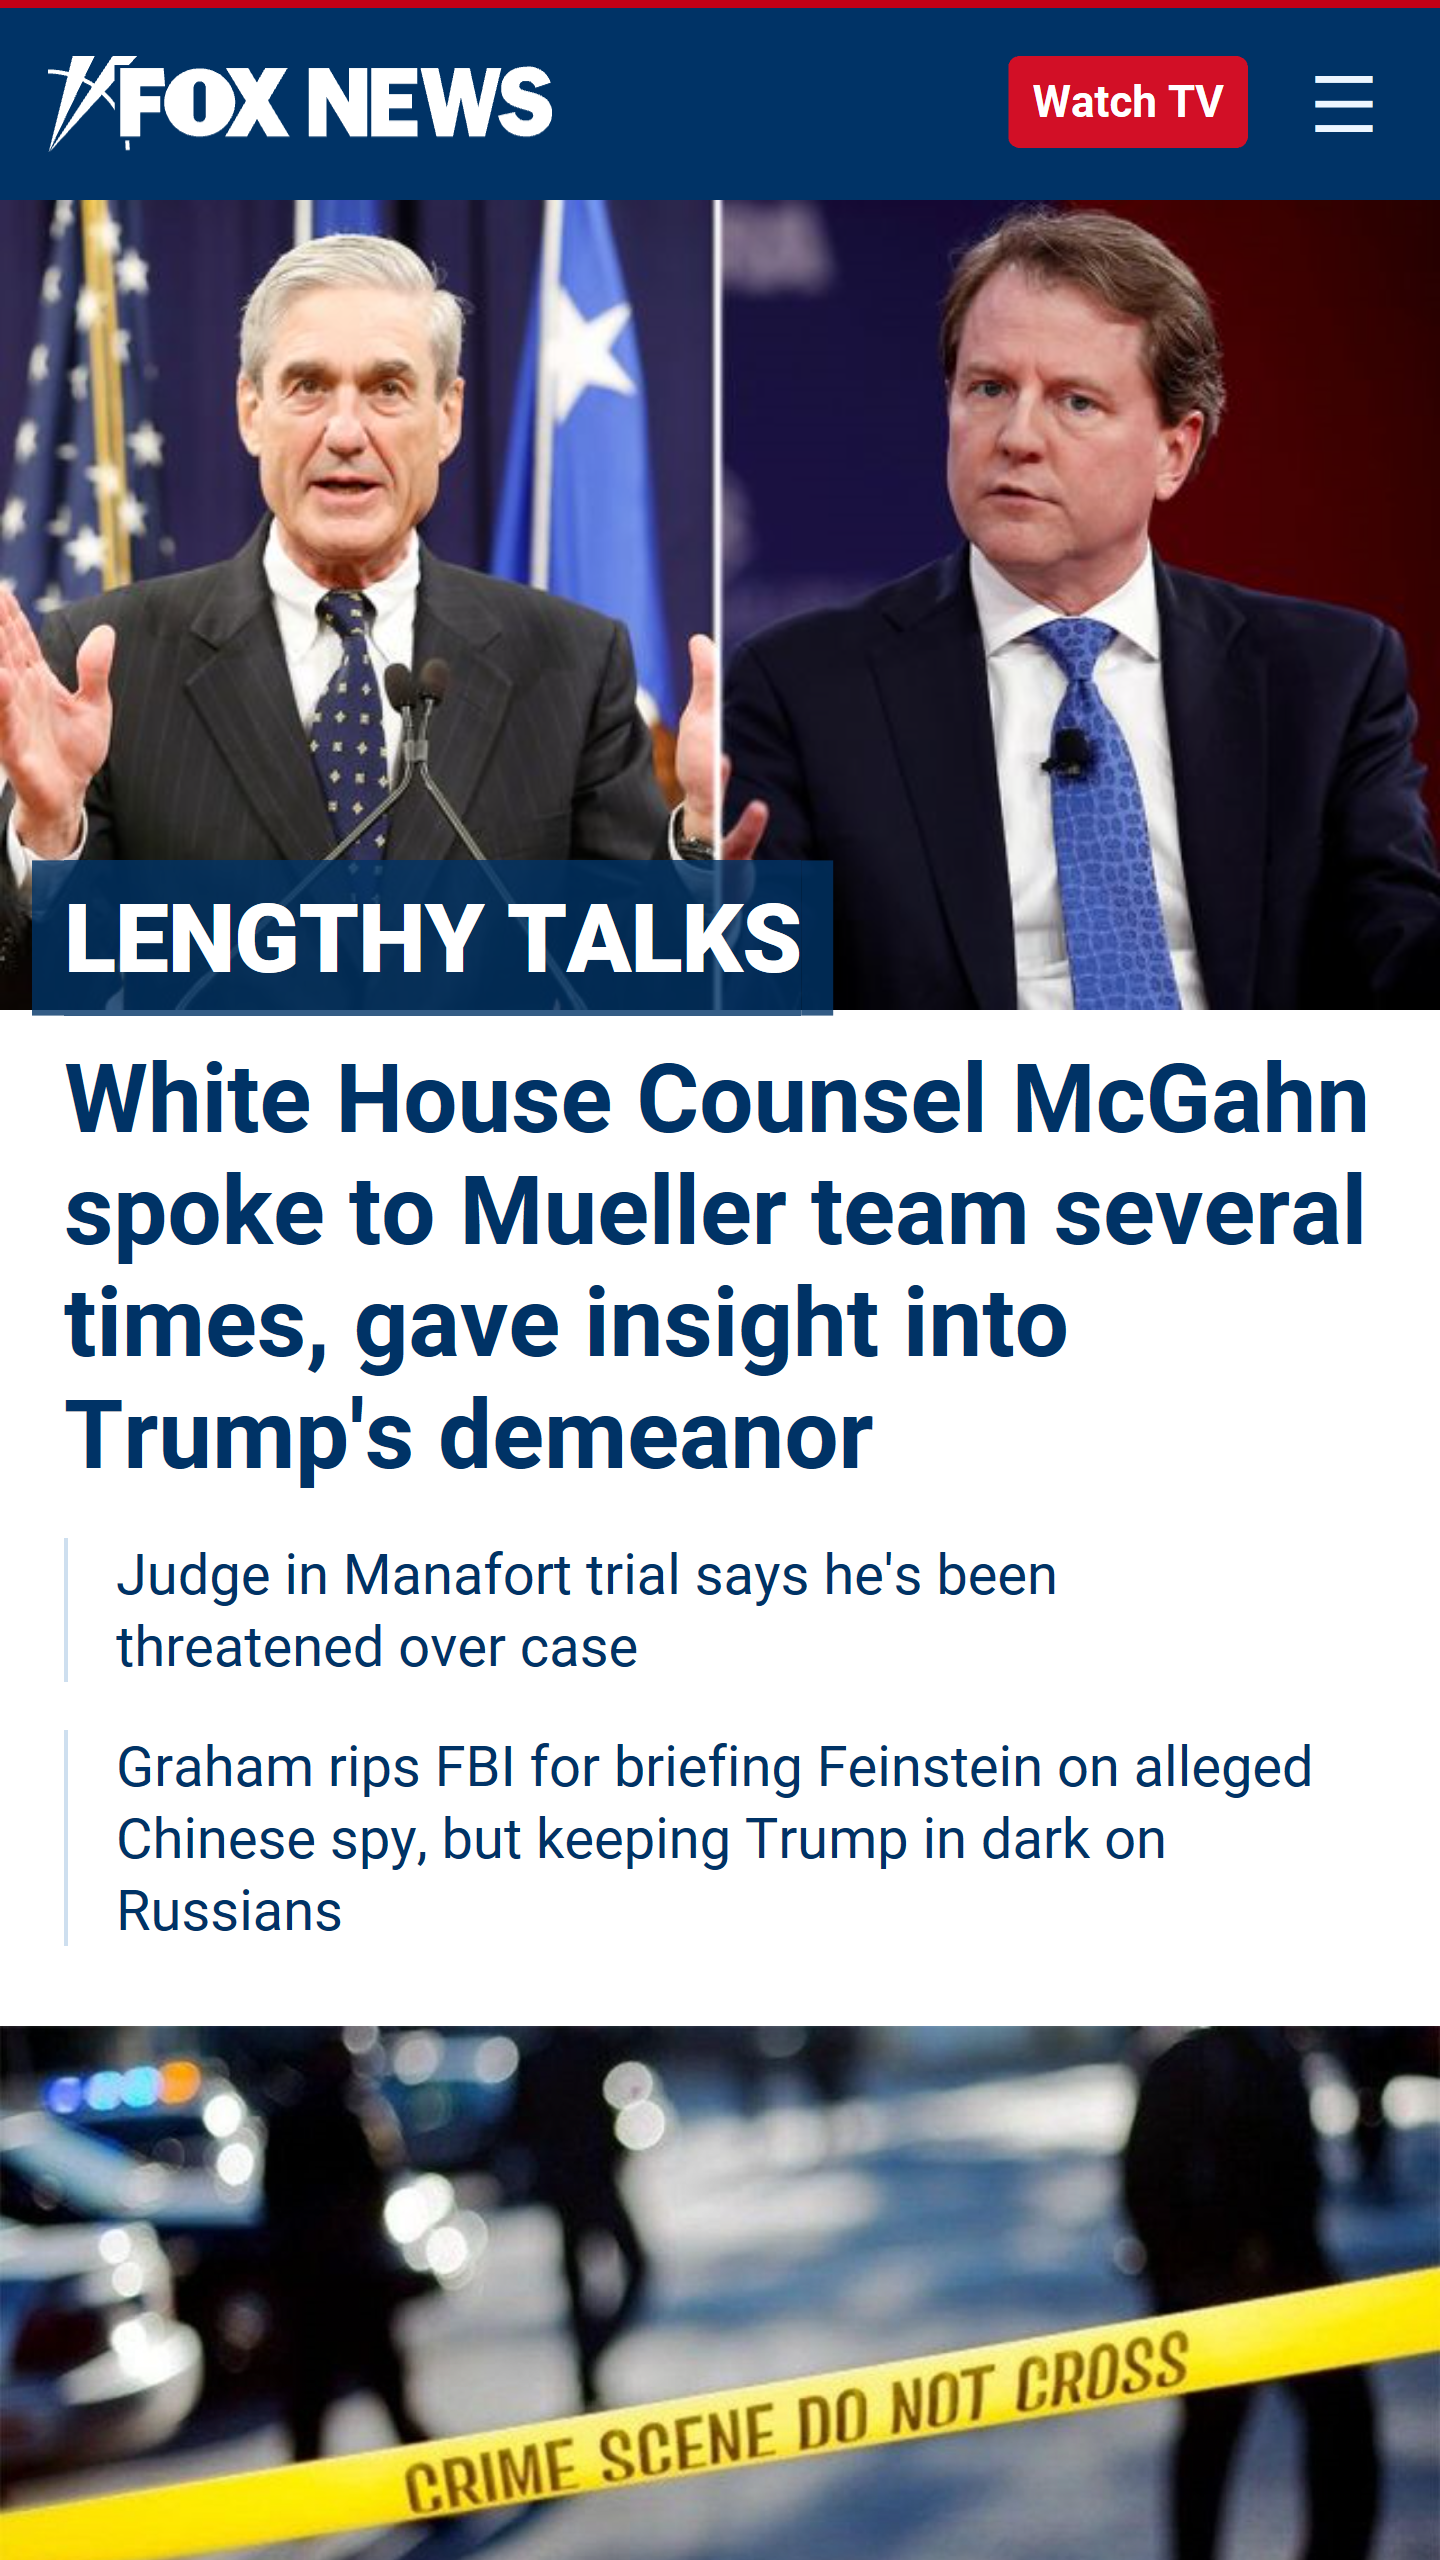 FOX NEWS
Watch TV
LENGTHY TALKS
White House Counsel McGahn
spoke to Mueller team several
times, gave insight into
Trump's demeanor
Judge in Manafort trial says he's been
threatened over case
Graham rips FBI for briefing Feinstein on alleged
Chinese spy, but keeping Trump in dark on
Russians
CRIME SCENE DO NOT CROSS